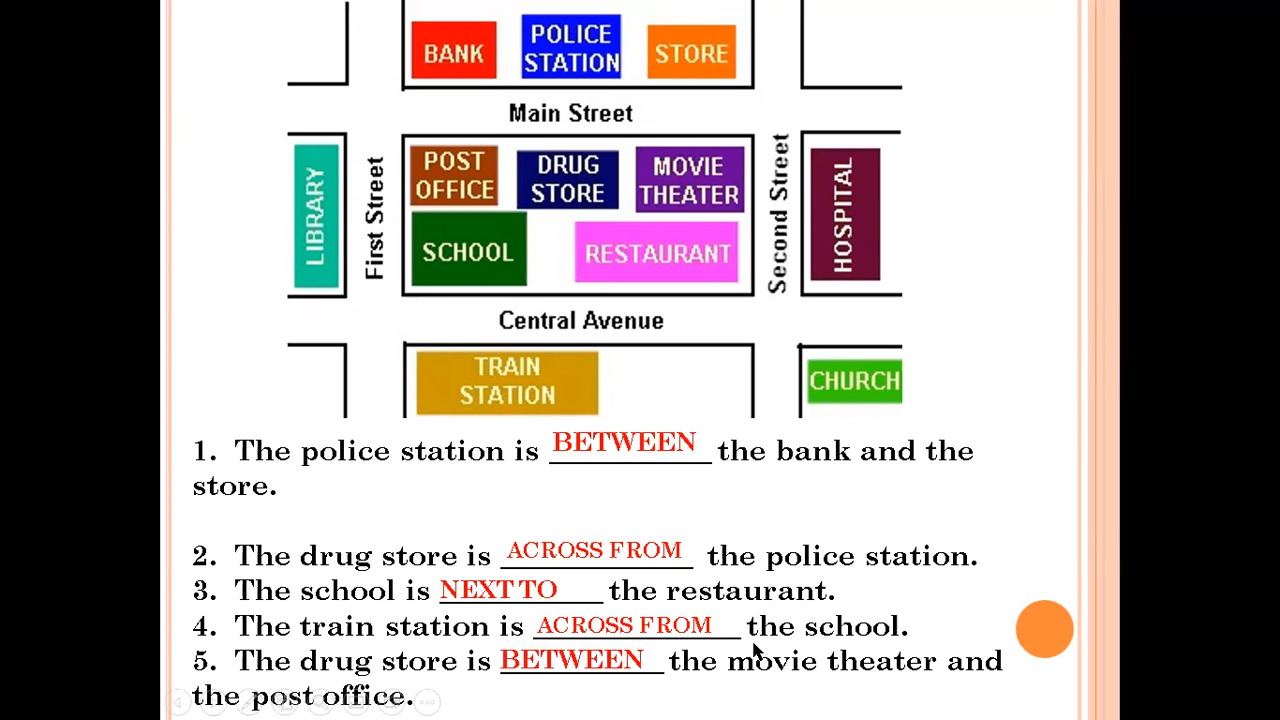 BANK
POLICE
STATION
STORE
Main Street
LIBRARY
First Street
POST
OFFICE
DRUG
STORE
MOVIE
THEATER
SCHOOL
RESTAURANT
Second Street
HOSPITAL
Central Avenue
TRAIN
STATION
CHURCH
1. The police station is BETWEEN the bank and the
store.
2. The drug store is ACROSS FROM the police station.
3. The school is NEXT TO the restaurant.
4. The train station is ACROSS FROM the school.
5. The drug store is BETWEEN the movie theater and
the post office.